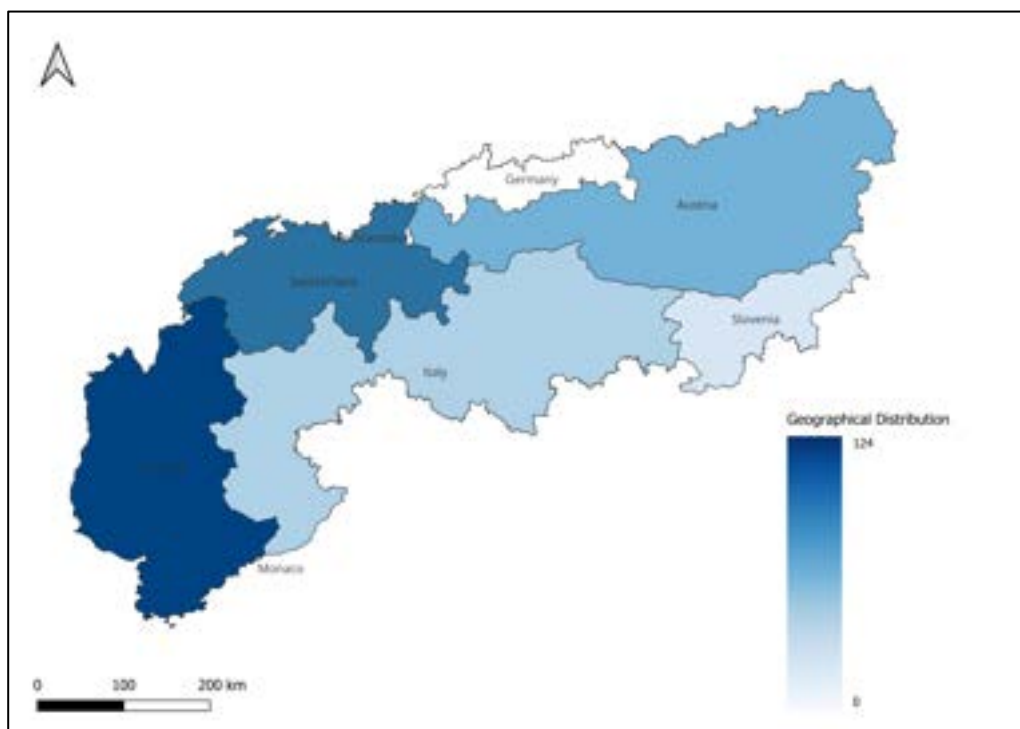 Germany
Austria
Switzerland
Slovenia
Italy
Geographical Distribution
124
Monaco
0 100 200 km
0